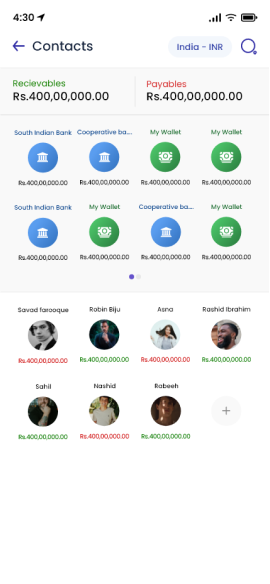 4:30
Contacts
India - INR
Recievables
Payables
Rs.400,00,000.00
Rs.400,00,000.00
South Indian Bank
Cooperative ba...
My Wallet
My Wallet
Rs.400,00,000.00
Rs.400,00,000.00
Rs.400,00,000.00
Rs.400,00,000.00
South Indian Bank
My Wallet
Cooperative ba...
My Wallet
Rs.400,00,000.00
Rs.400,00,000.00
Rs.400,00,000.00
Rs.400,00,000.00
Savad farooque
Robin Biju
Asna
Rashid Ibrahim
Rs.400,00,000.00
Rs.400,00,000.00
Rs.400,00,000.00
Rs.400,00,000.00
Sahil
Nashid
Rabeeh
Rs.400,00,000.00
Rs.400,00,000.00
Rs.400,00,000.00